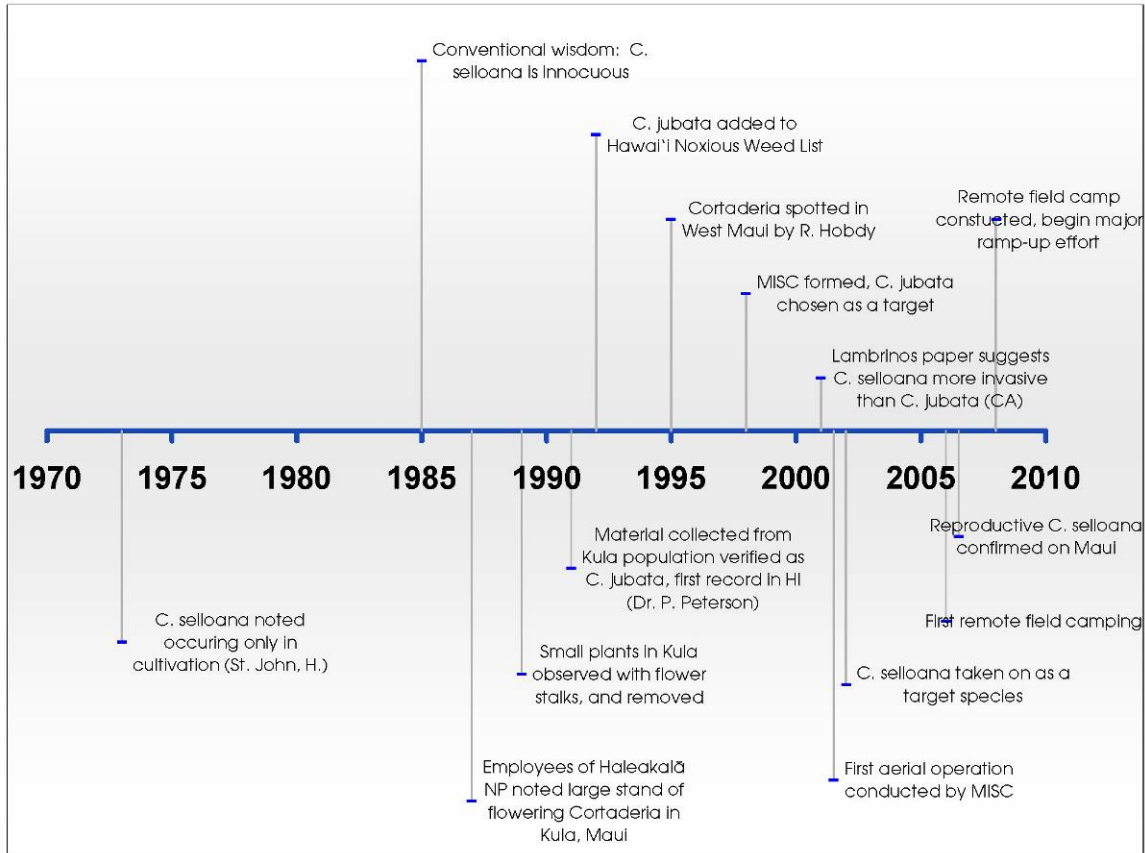 Conventional wisdom: C.
selloana is innocuous
C. jubata added to
Hawai‛i Noxious Weed List
Cortaderia spotted in
West Maui by R. Hobdy
Remote field camp
constucted, begin major
ramp-up effort
MISC formed, C. jubata
chosen as a target
Lambrinos paper suggests
C. selloana more invasive
than C. jubata (CA)
1970 1975 1980 1985 1990 1995 2000 2005 2010
Reproductive C. selloana
confirmed on Maui
Material collected from
Kula population verified as
C. jubata, first record in HI
(Dr. P. Peterson)
C. selloana noted
occuring only in
cultivation (St. John, H.)
First remote field camping
Small plants in Kula
observed with flower
stalks, and removed
C. selloana taken on as a
target species
Employees of Haleakalā
NP noted large stand of
flowering Cortaderia in
Kula, Maui
First aerial operation
conducted by MISC